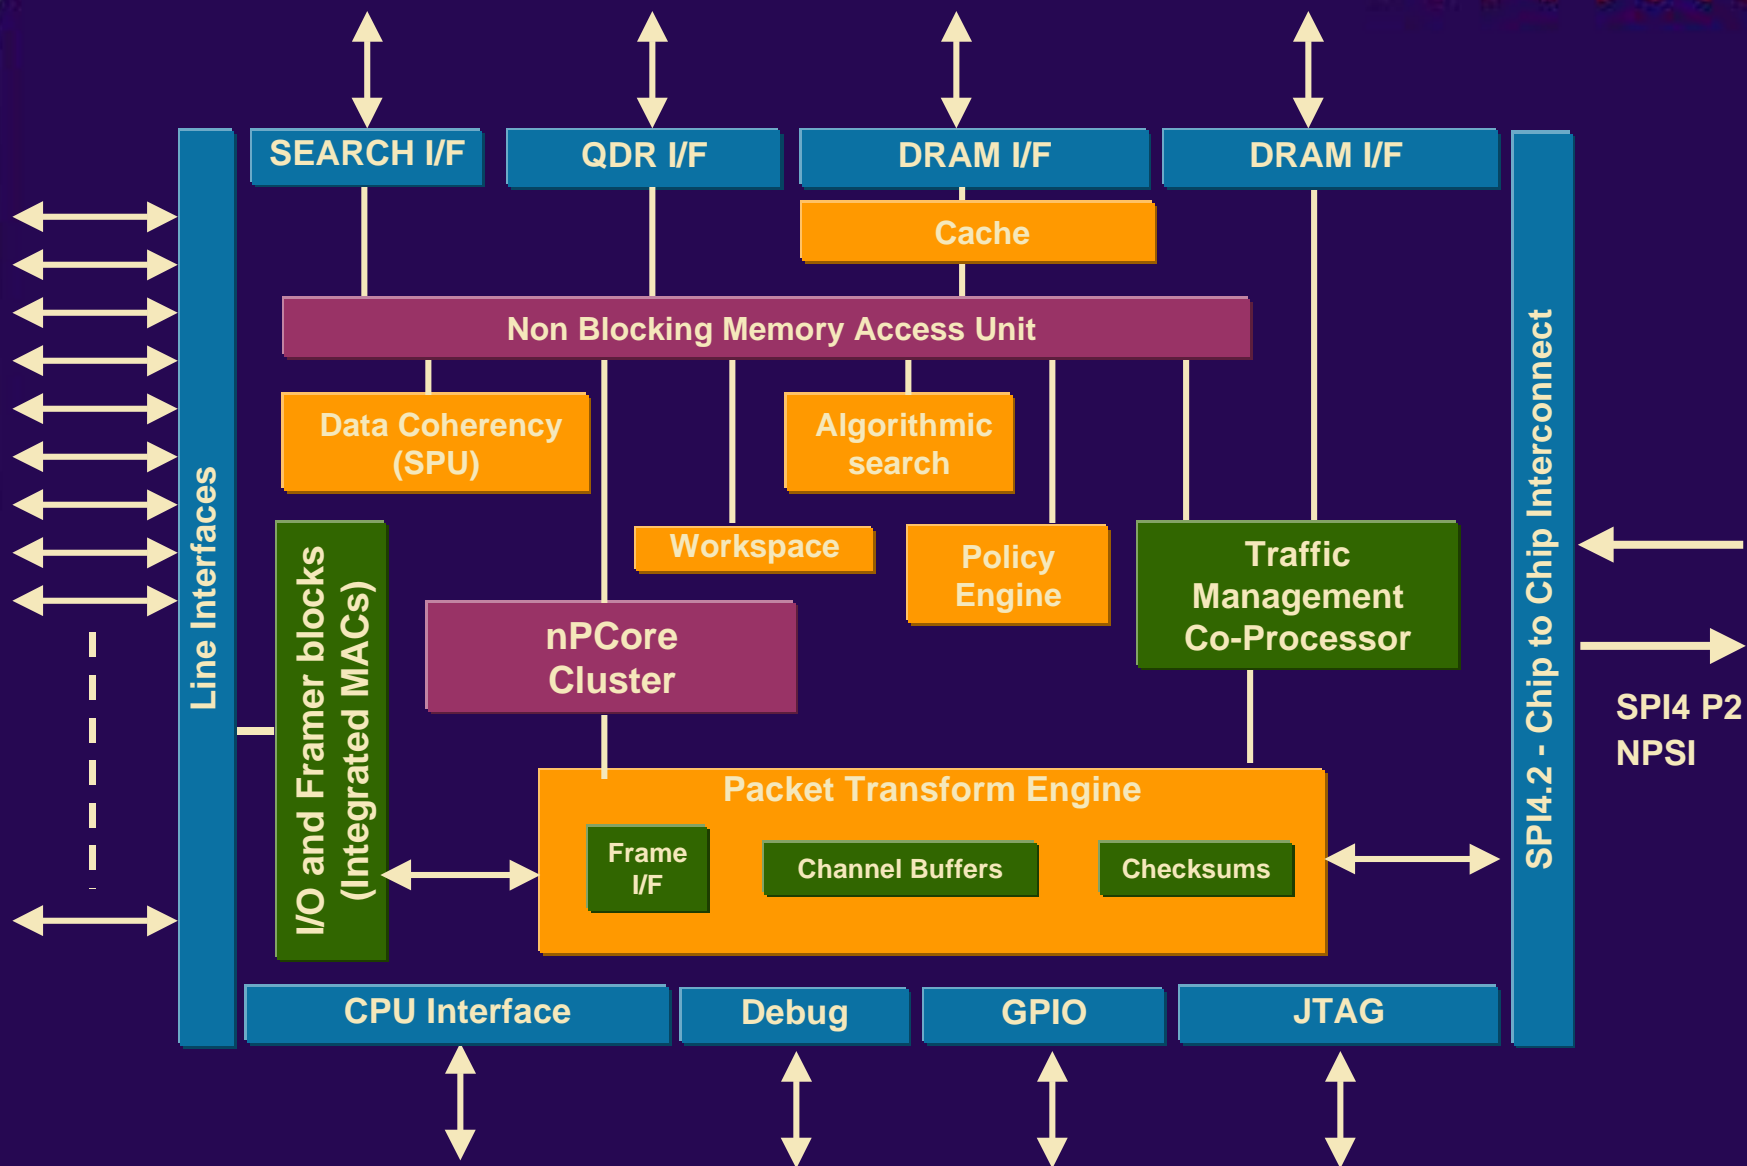 SEARCH I/F
QDR I/F
DRAM I/F
DRAM I/F
Cache
Non Blocking Memory Access Unit
Data Coherency
(SPU)
Algorithmic
search
Workspace
Policy
Engine
Traffic
Management
Co-Processor
Line Interfaces
I/O and Framer blocks
(Integrated MACs)
nPCore
Cluster
SPI4.2 - Chip to Chip Interconnect
SPI4 P2
NPSI
Packet Transform Engine
Frame
I/F
Channel Buffers
Checksums
CPU Interface
Debug
GPIO
JTAG